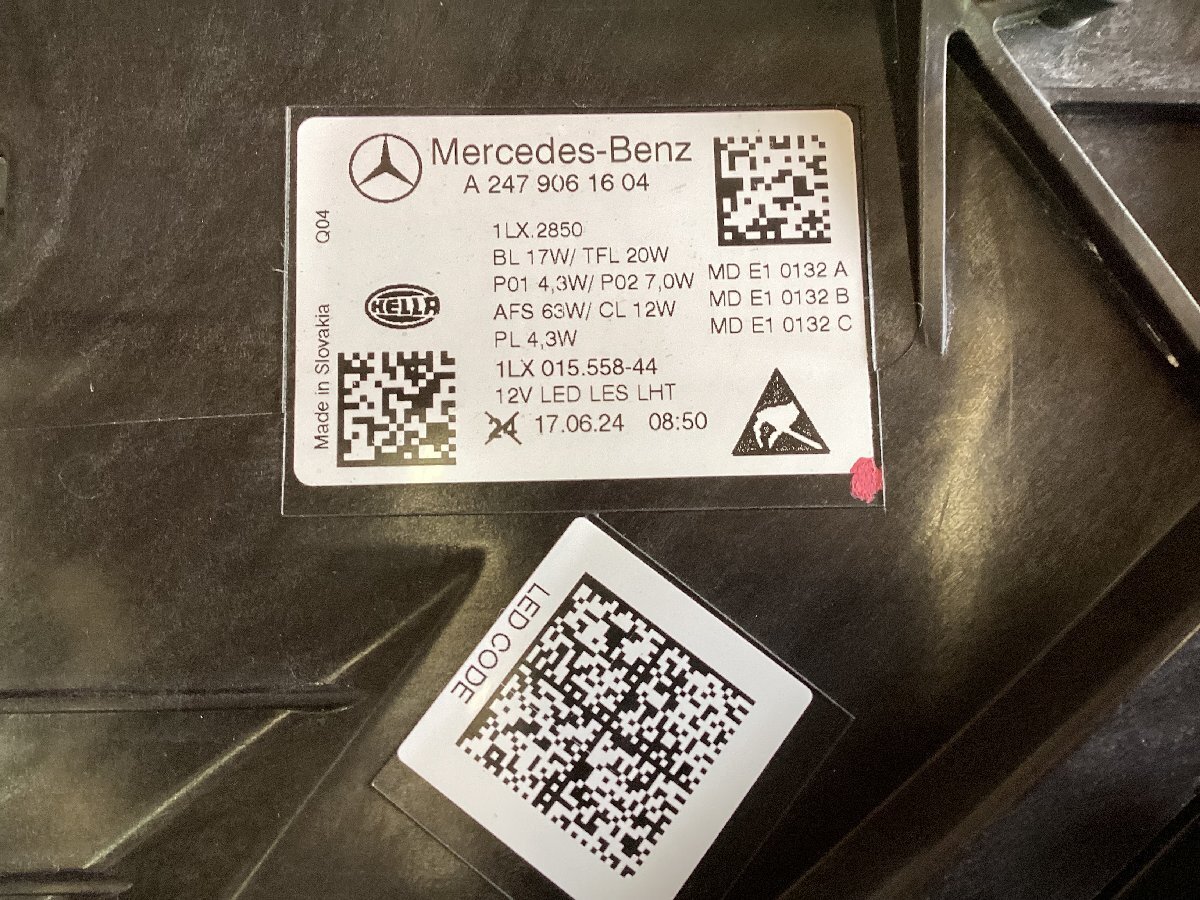 Mercedes-Benz
A 247 906 16 04
Q04
1LX.2850
BL 17W/ TFL 20W
P01 4,3W/ P02 7,0W
AFS 63W/ CL 12W
PL 4,3W
1LX 015.558-44
12V LED LES LHT
24 17.06.24 08:50
MD E1 0132 A
MD E1 0132 B
MD E1 0132 C
HELLA
Made in Slovakia
LED CODE